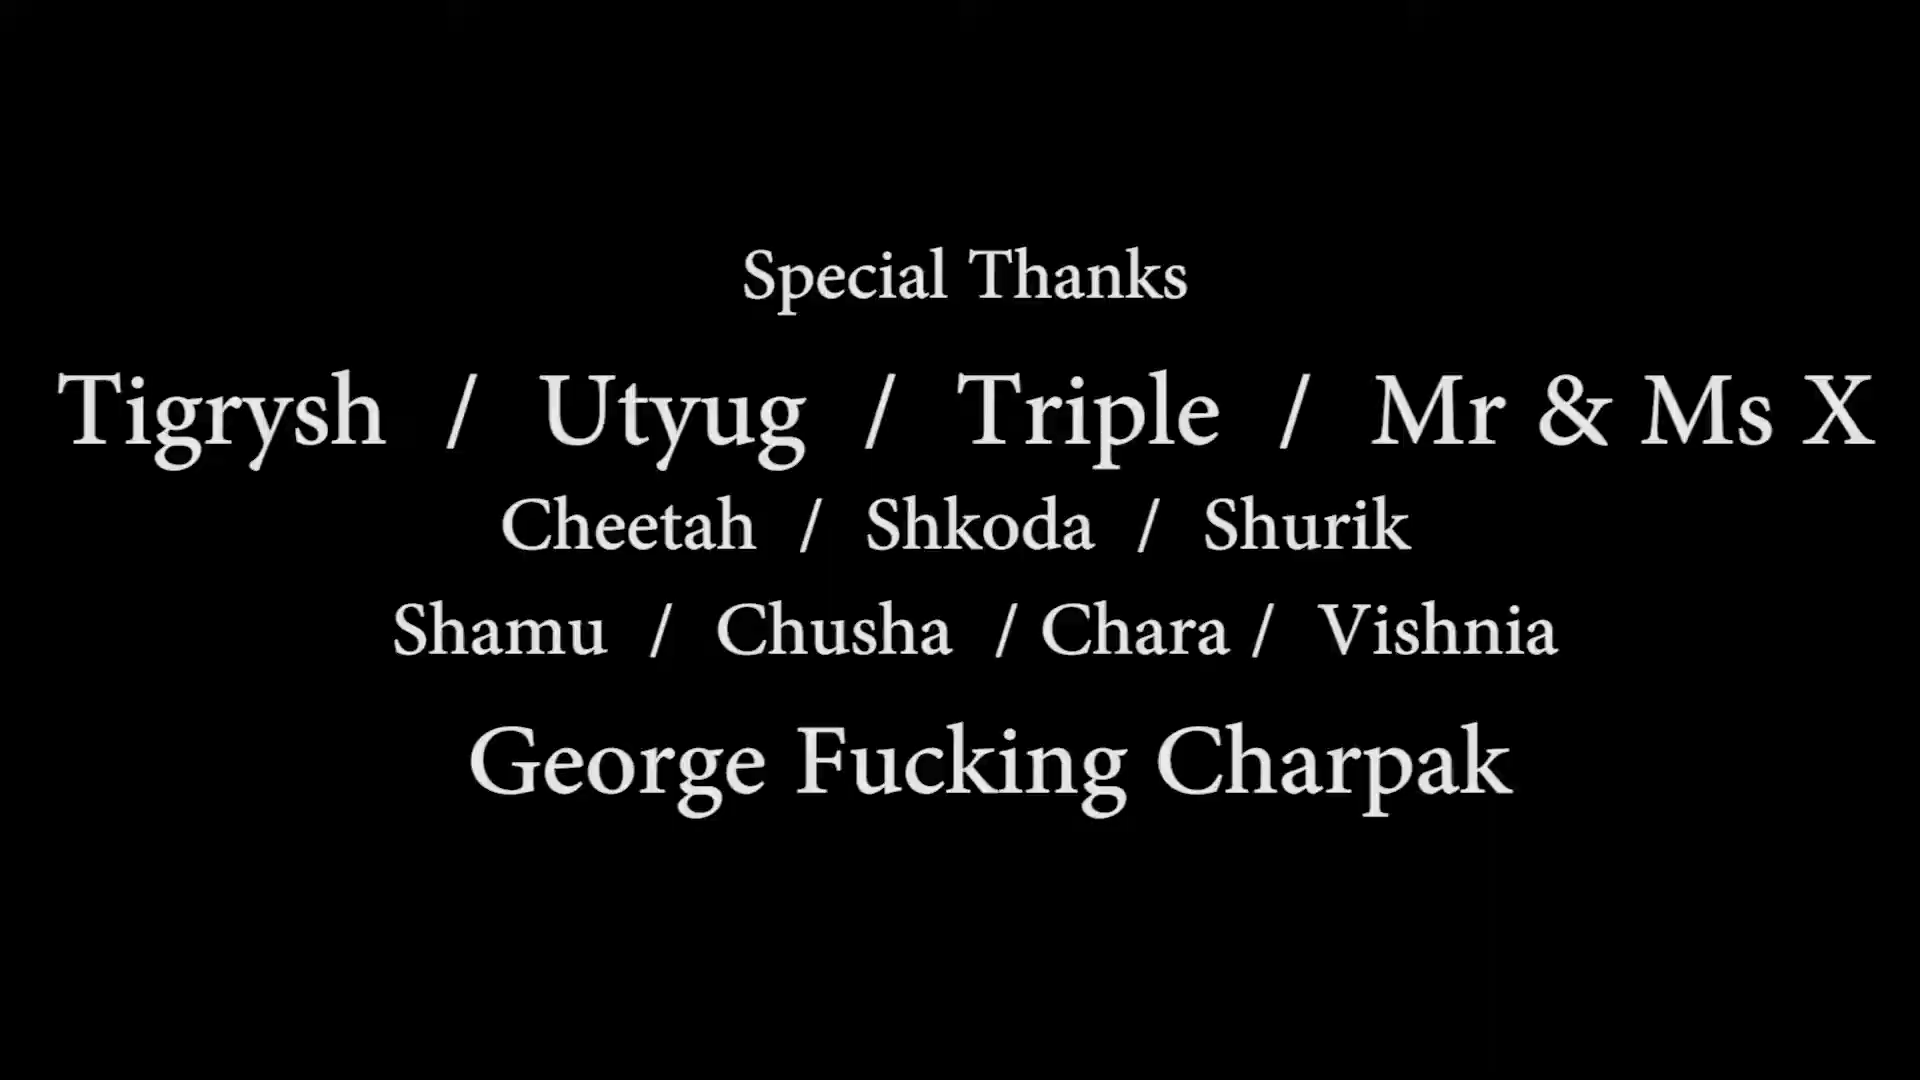 Special Thanks
Tigrysh / Utyug / Triple / Mr & Ms X
Cheetah / Shkoda / Shurik
Shamu / Chusha / Chara / Vishnia
George Fucking Charpak